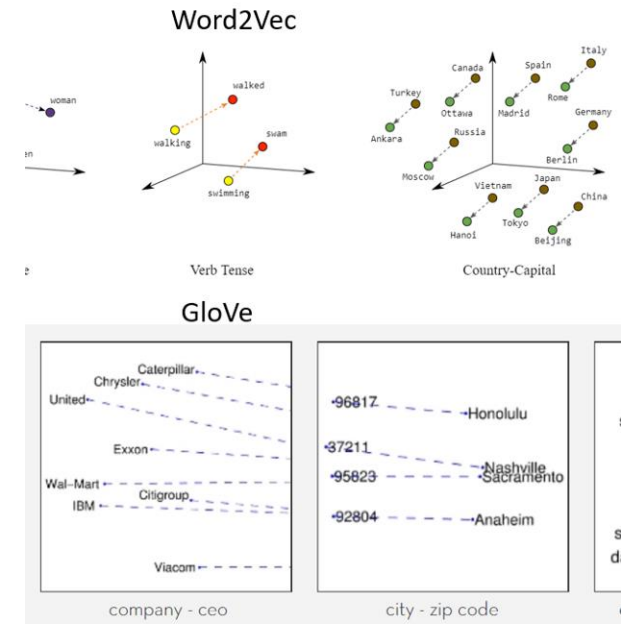 Word2Vec
woman
en
e
walked
walking
swam
swimming
Verb Tense
Italy
Canada
Spain
Turkey
Rome
Ottawa
Madrid
Germany
Russia
Ankara
Berlin
Moscow
Vietnam
Japan
China
Hanoi
Tokyo
Beijing
Country-Capital
GloVe
Caterpillar
Chrysler
United
Exxon
Wal-Mart
Citigroup
IBM
Viacom
company - ceo
96817
Honolulu
37211
Nashville
95823
Sacramento
92804
Anaheim
city - zip code
s
s
da